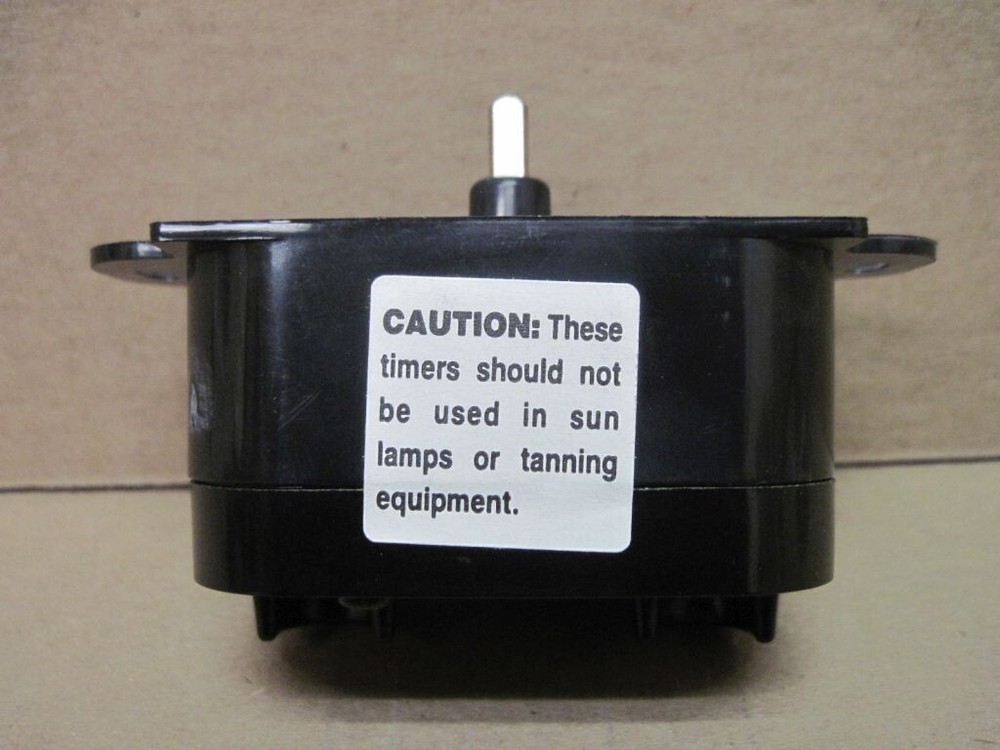 CAUTION: These
timers should not
be used in sun
lamps or tanning
equipment.